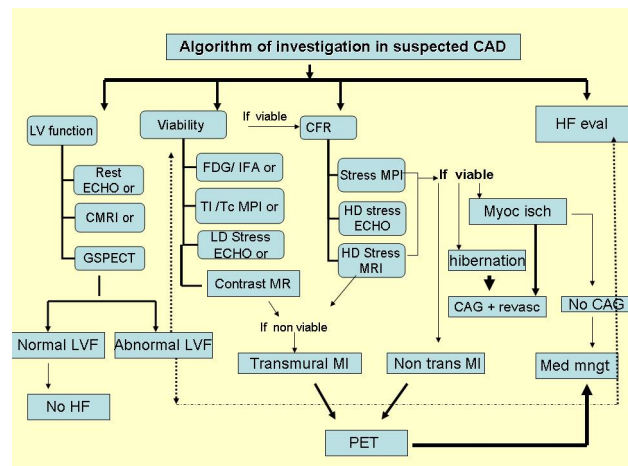 Algorithm of investigation in suspected CAD
LV function
Rest
ECHO or
CMRI or
GSPECT
Normal LVF
Abnormal LVF
No HF
Viability
FDG/ IFA or
TI /Tc MPI or
LD Stress
ECHO or
Contrast MR
If viable
CFR
Stress MPI
HD stress
ECHO
HD Stress
MRI
If non viable
Transmural MI
Non trans MI
PET
If viable
Myoc isch
hibernation
CAG + revasc
No CAG
Med mngt
HF eval